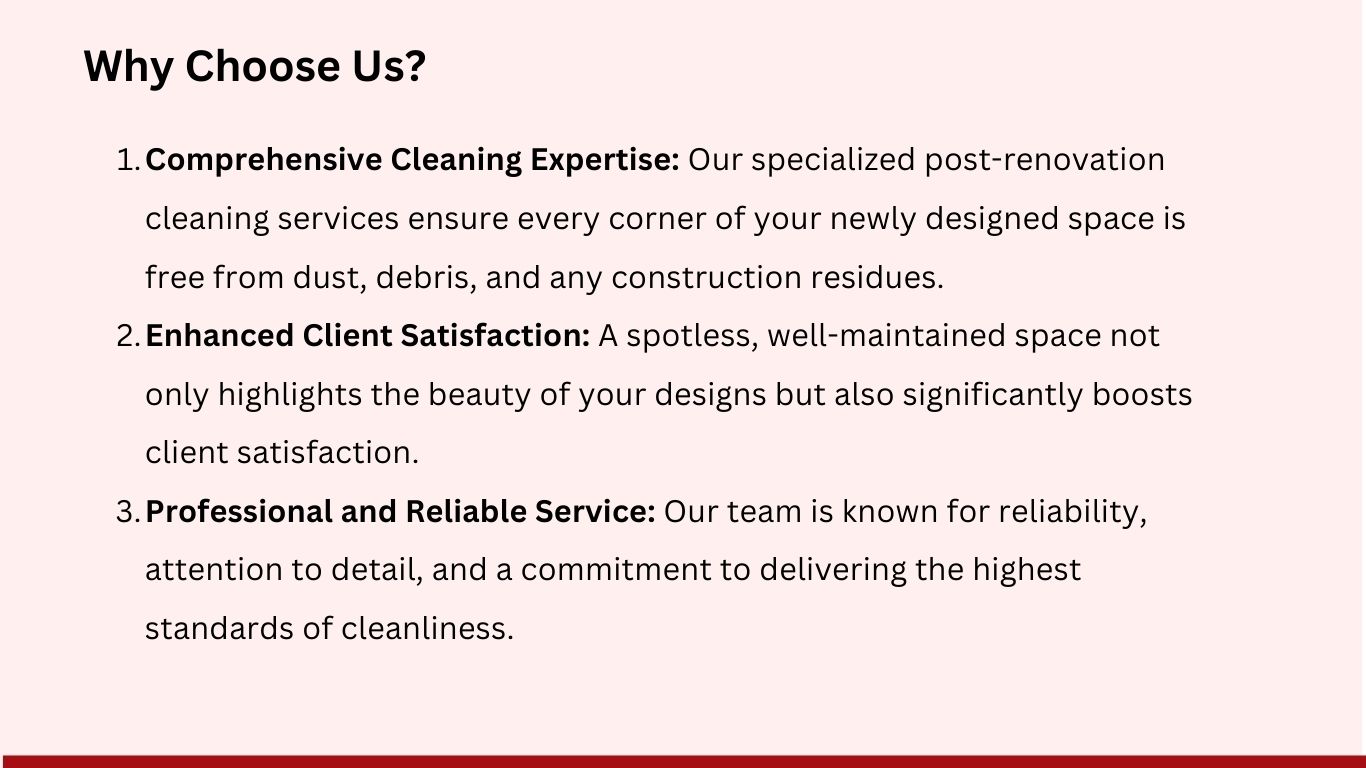 Why Choose Us?
1. Comprehensive Cleaning Expertise: Our specialized post-renovation
cleaning services ensure every corner of your newly designed space is
free from dust, debris, and any construction residues.
2. Enhanced Client Satisfaction: A spotless, well-maintained space not
only highlights the beauty of your designs but also significantly boosts
client satisfaction.
3. Professional and Reliable Service: Our team is known for reliability,
attention to detail, and a commitment to delivering the highest
standards of cleanliness.